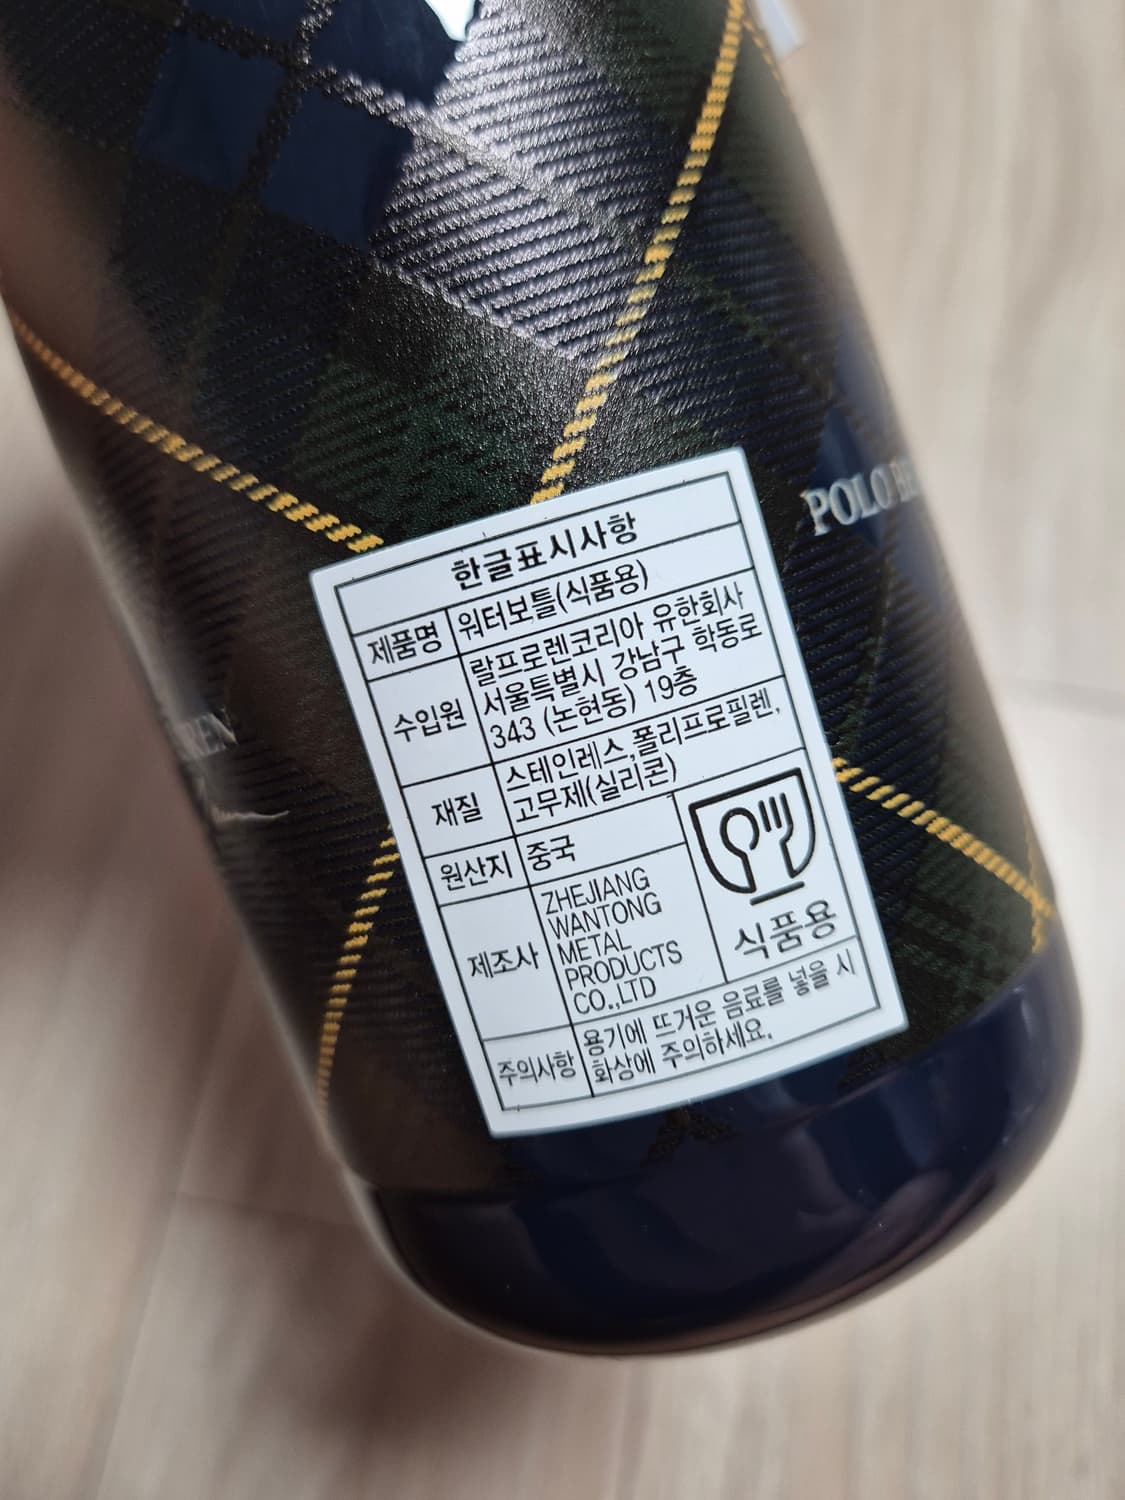 POLO
REN
한글표시사항
제품명 워터보틀(식품용)
수입원 랄프로렌코리아 유한회사
서울특별시 강남구 학동로
343 (논현동) 19층
재질 스테인레스,폴리프로필렌,
고무제(실리콘)
원산지 중국
제조사 ZHEJIANG
WANTONG
METAL
PRODUCTS
CO.,LTD
식품용
주의사항 용기에 뜨거운 음료를 넣을 시
화상에 주의하세요.